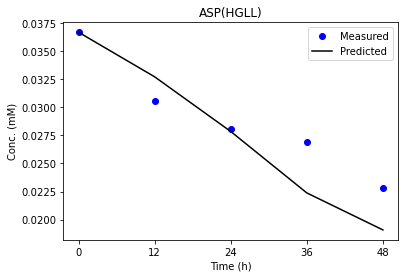 ASP(HGLL)
Measured
Predicted
Conc. (mM)
0.0375
0.0350
0.0325
0.0300
0.0275
0.0250
0.0225
0.0200
0 12 24 36 48
Time (h)